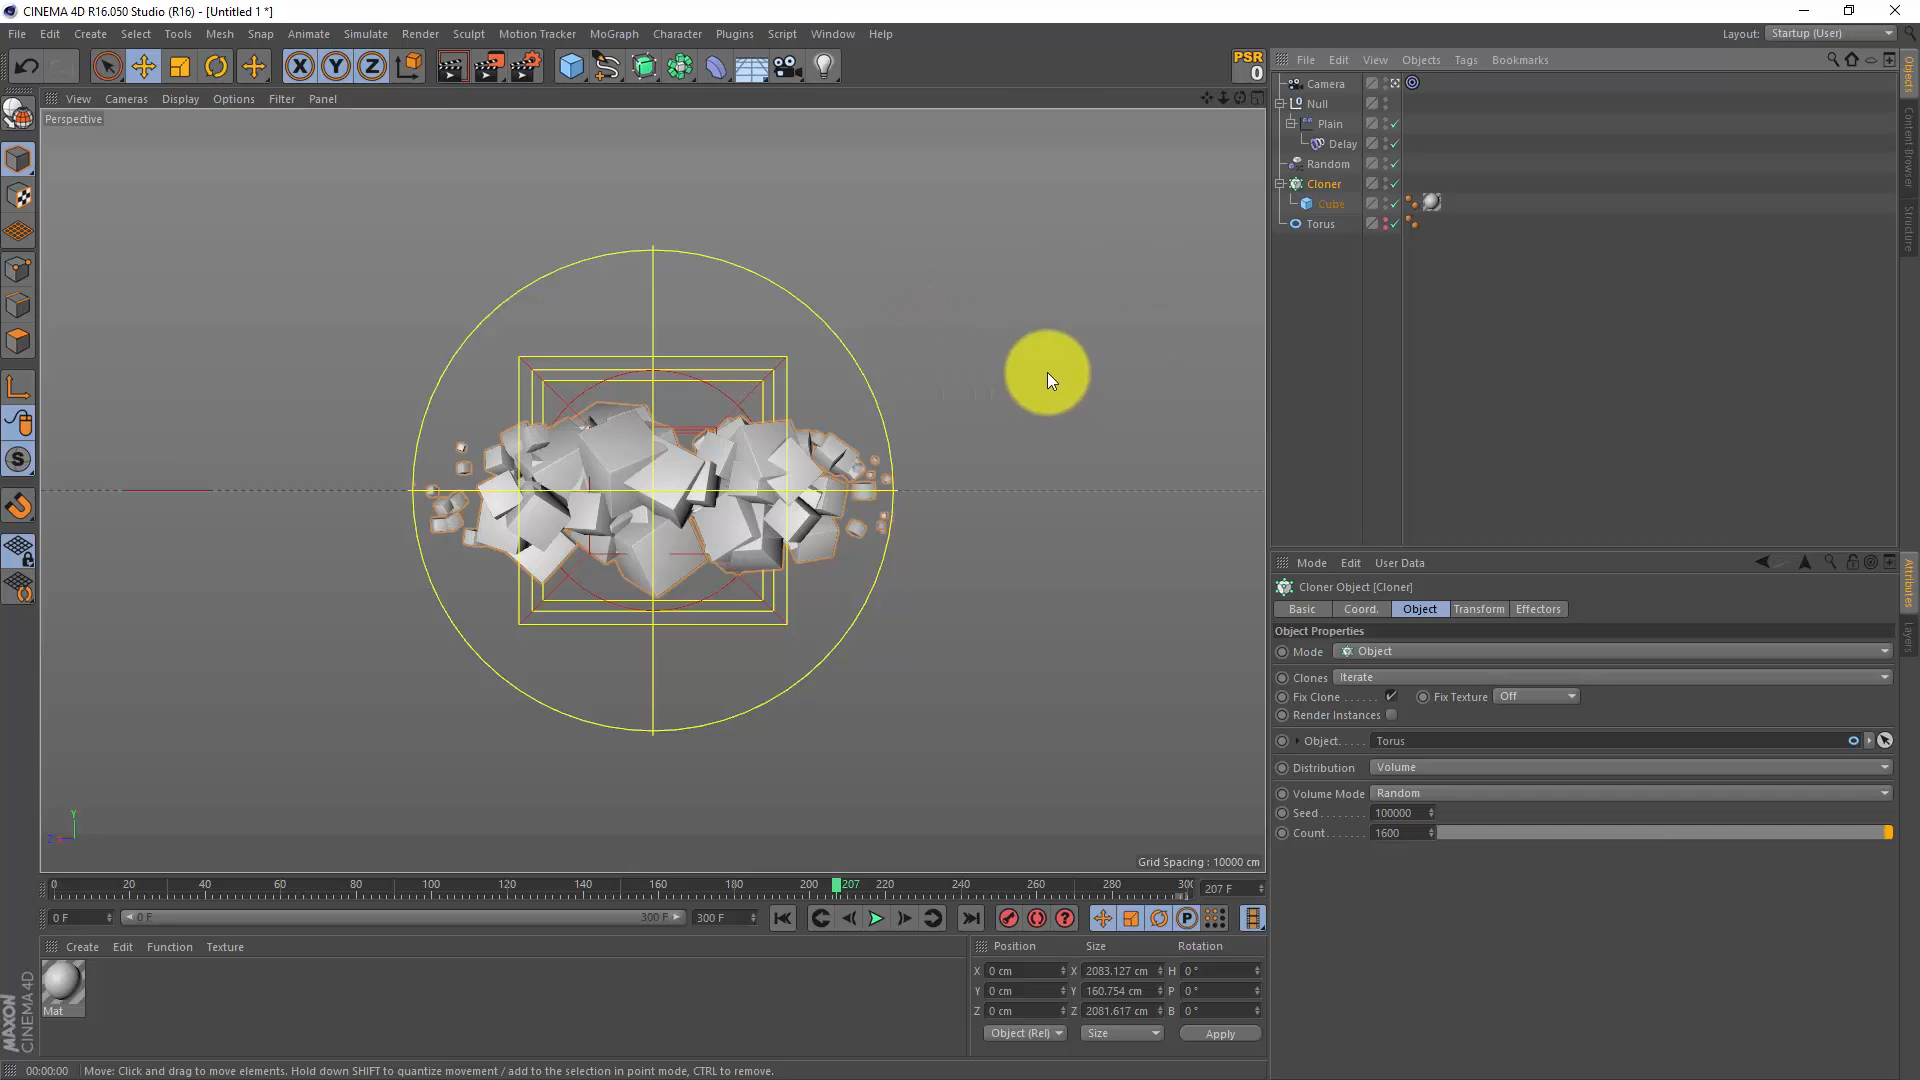 CINEMA 4D R16.050 Studio (R16) - [Untitled 1 *]
File Edit Create Select Tools Mesh Snap Animate Simulate Render Sculpt Motion Tracker MoGraph Character Plugins Script Window Help
Layout: Startup (User)
X Y Z
PSR
0
View Cameras Display Options Filter Panel
Perspective
File Edit View Objects Tags Bookmarks
Camera
Null
Plain
Delay
Random
Cloner
Cube
Torus
Objects
Content Browser
Structure
Mode Edit User Data
Cloner Object [Cloner]
Basic Coord. Object Transform Effectors
Object Properties
Mode Object
Clones Iterate
Fix Clone ...... Fix Texture Off
Render Instances
Object..... Torus
Distribution Volume
Volume Mode Random
Seed........ 100000
Count....... 1600
Attributes
Layers
Y
Z
Grid Spacing : 10000 cm
0 20 40 60 80 100 120 140 160 180 200 207 220 240 260 280 300
207 F
0 F 0 F 300 F 300 F
Create Edit Function Texture
Mat
Position Size Rotation
X 0 cm X 2083.127 cm H 0 °
Y 0 cm Y 160.754 cm P 0 °
Z 0 cm Z 2081.617 cm B 0 °
Object (Rel) Size Apply
MAXON
CINEMA 4D
00:00:00 Move: Click and drag to move elements. Hold down SHIFT to quantize movement / add to the selection in point mode, CTRL to remove.